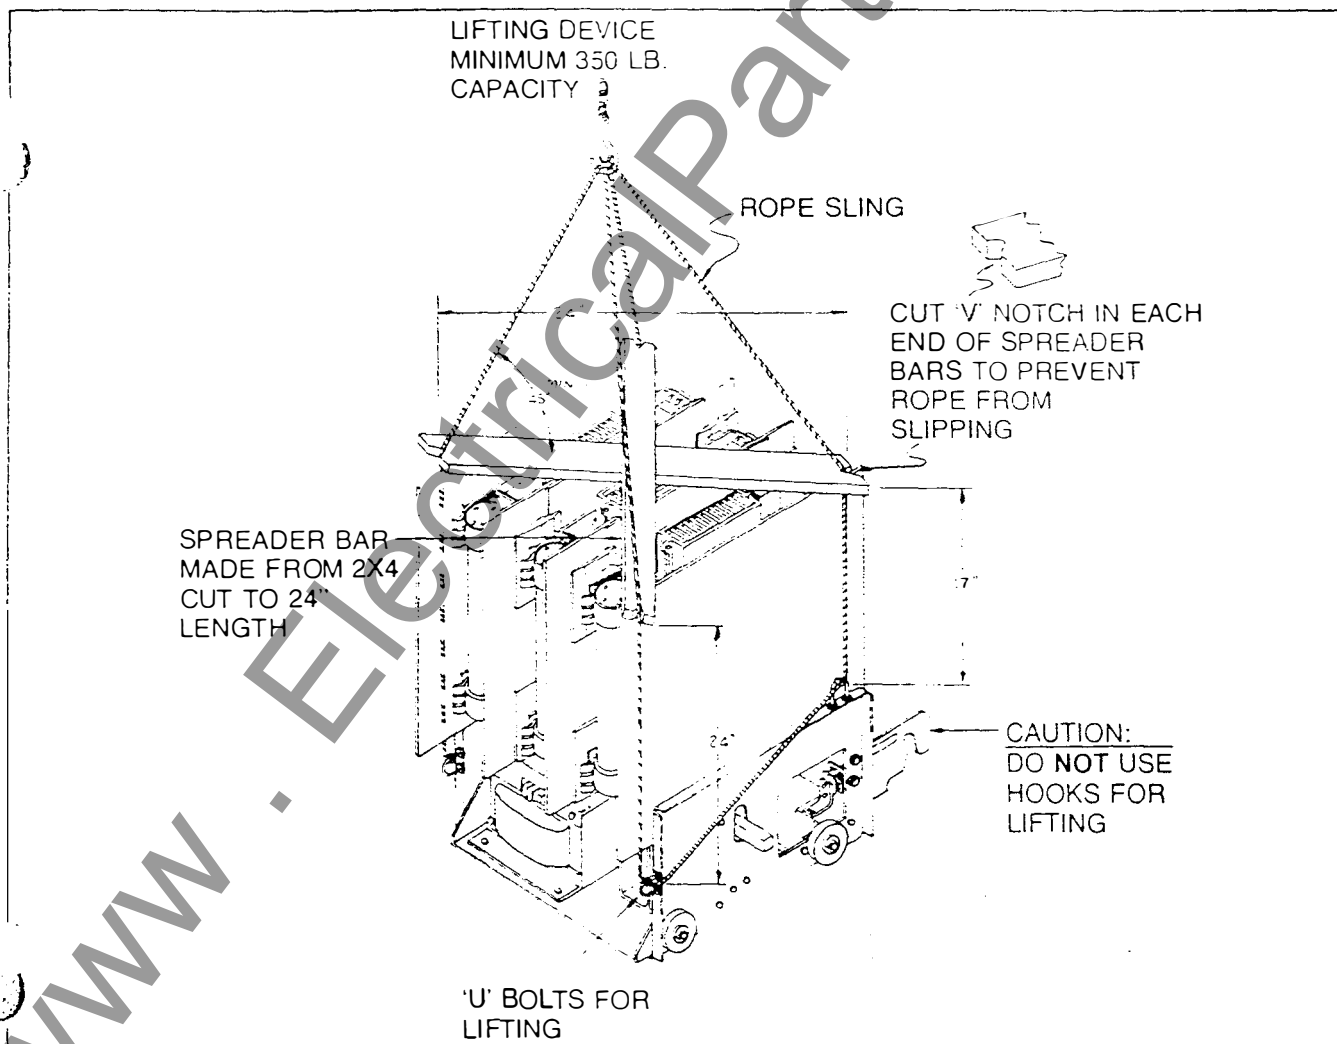 LIFTING DEVICE
MINIMUM 350 LB.
CAPACITY
ROPE SLING
CUT 'V' NOTCH IN EACH
END OF SPREADER
BARS TO PREVENT
ROPE FROM
SLIPPING
SPREADER BAR
MADE FROM 2X4
CUT TO 24"
LENGTH
24"
CAUTION:
DO NOT USE
HOOKS FOR
LIFTING
'U' BOLTS FOR
LIFTING
www . ElectricalPar